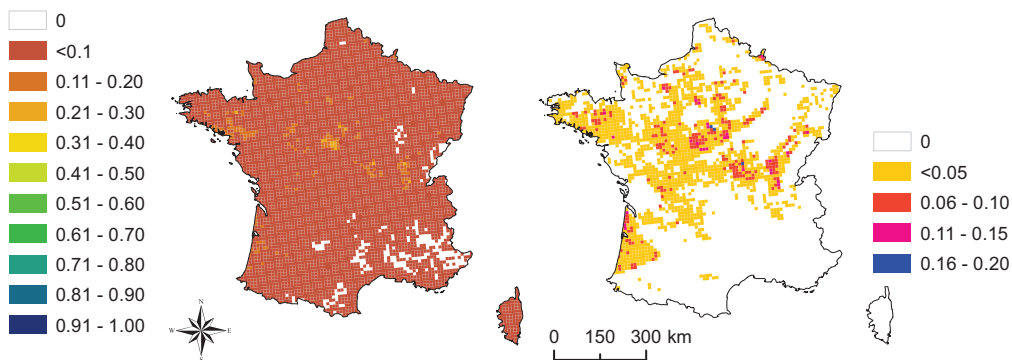 0
<0.1
0.11 - 0.20
0.21 - 0.30
0.31 - 0.40
0.41 - 0.50
0.51 - 0.60
0.61 - 0.70
0.71 - 0.80
0.81 - 0.90
0.91 - 1.00
N
W E
S
0 150 300 km
0
<0.05
0.06 - 0.10
0.11 - 0.15
0.16 - 0.20